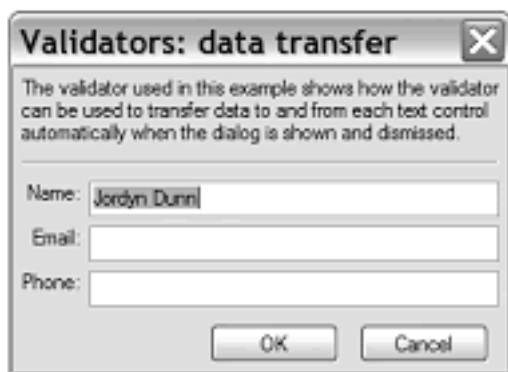 Validators: data transfer
The validator used in this example shows how the validator
can be used to transfer data to and from each text control
automatically when the dialog is shown and dismissed.
Name: Jordyn Dunn
Email:
Phone:
OK Cancel